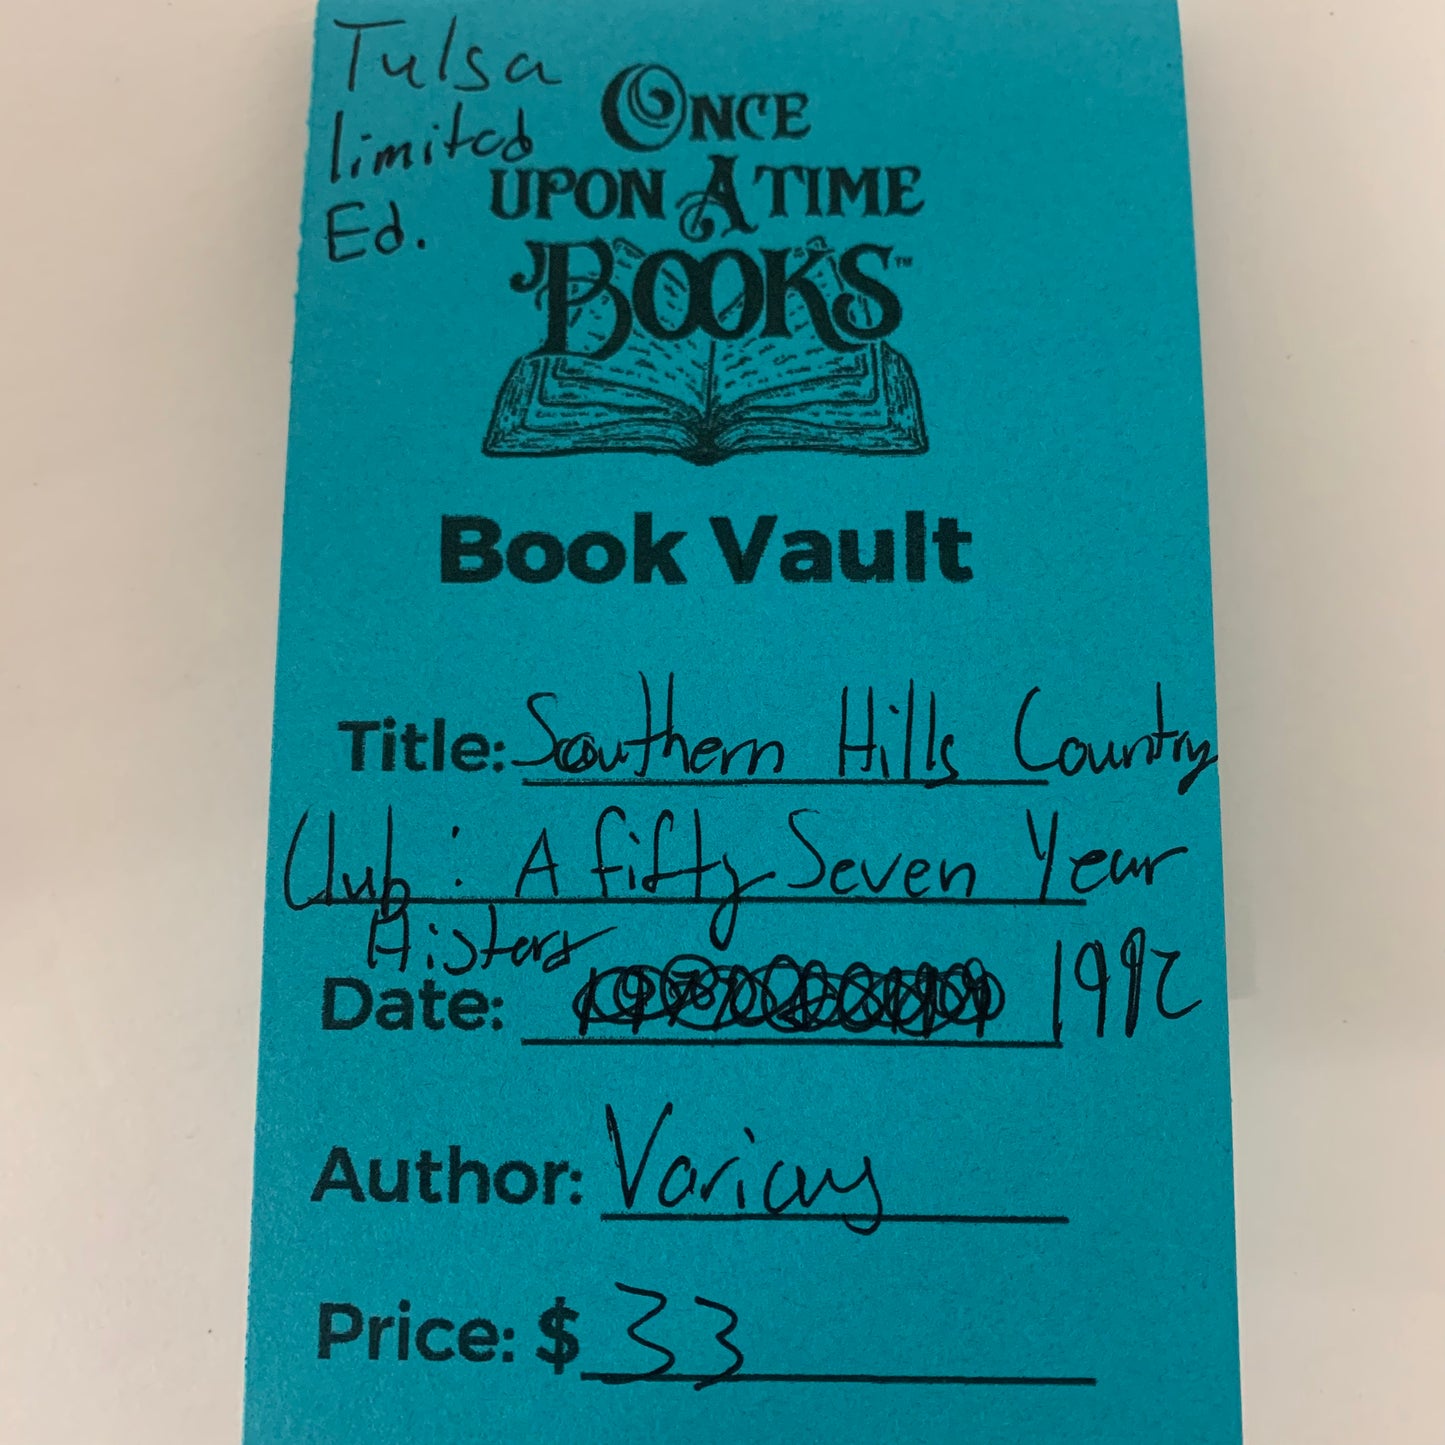 Tulsa
limited
Ed.
ONCE
UPON A TIME
BOOKS™
Book Vault
Title: Southern Hills Country
Club: A fifty Seven Year
History
Date: 1992
Author: Various
Price: $33